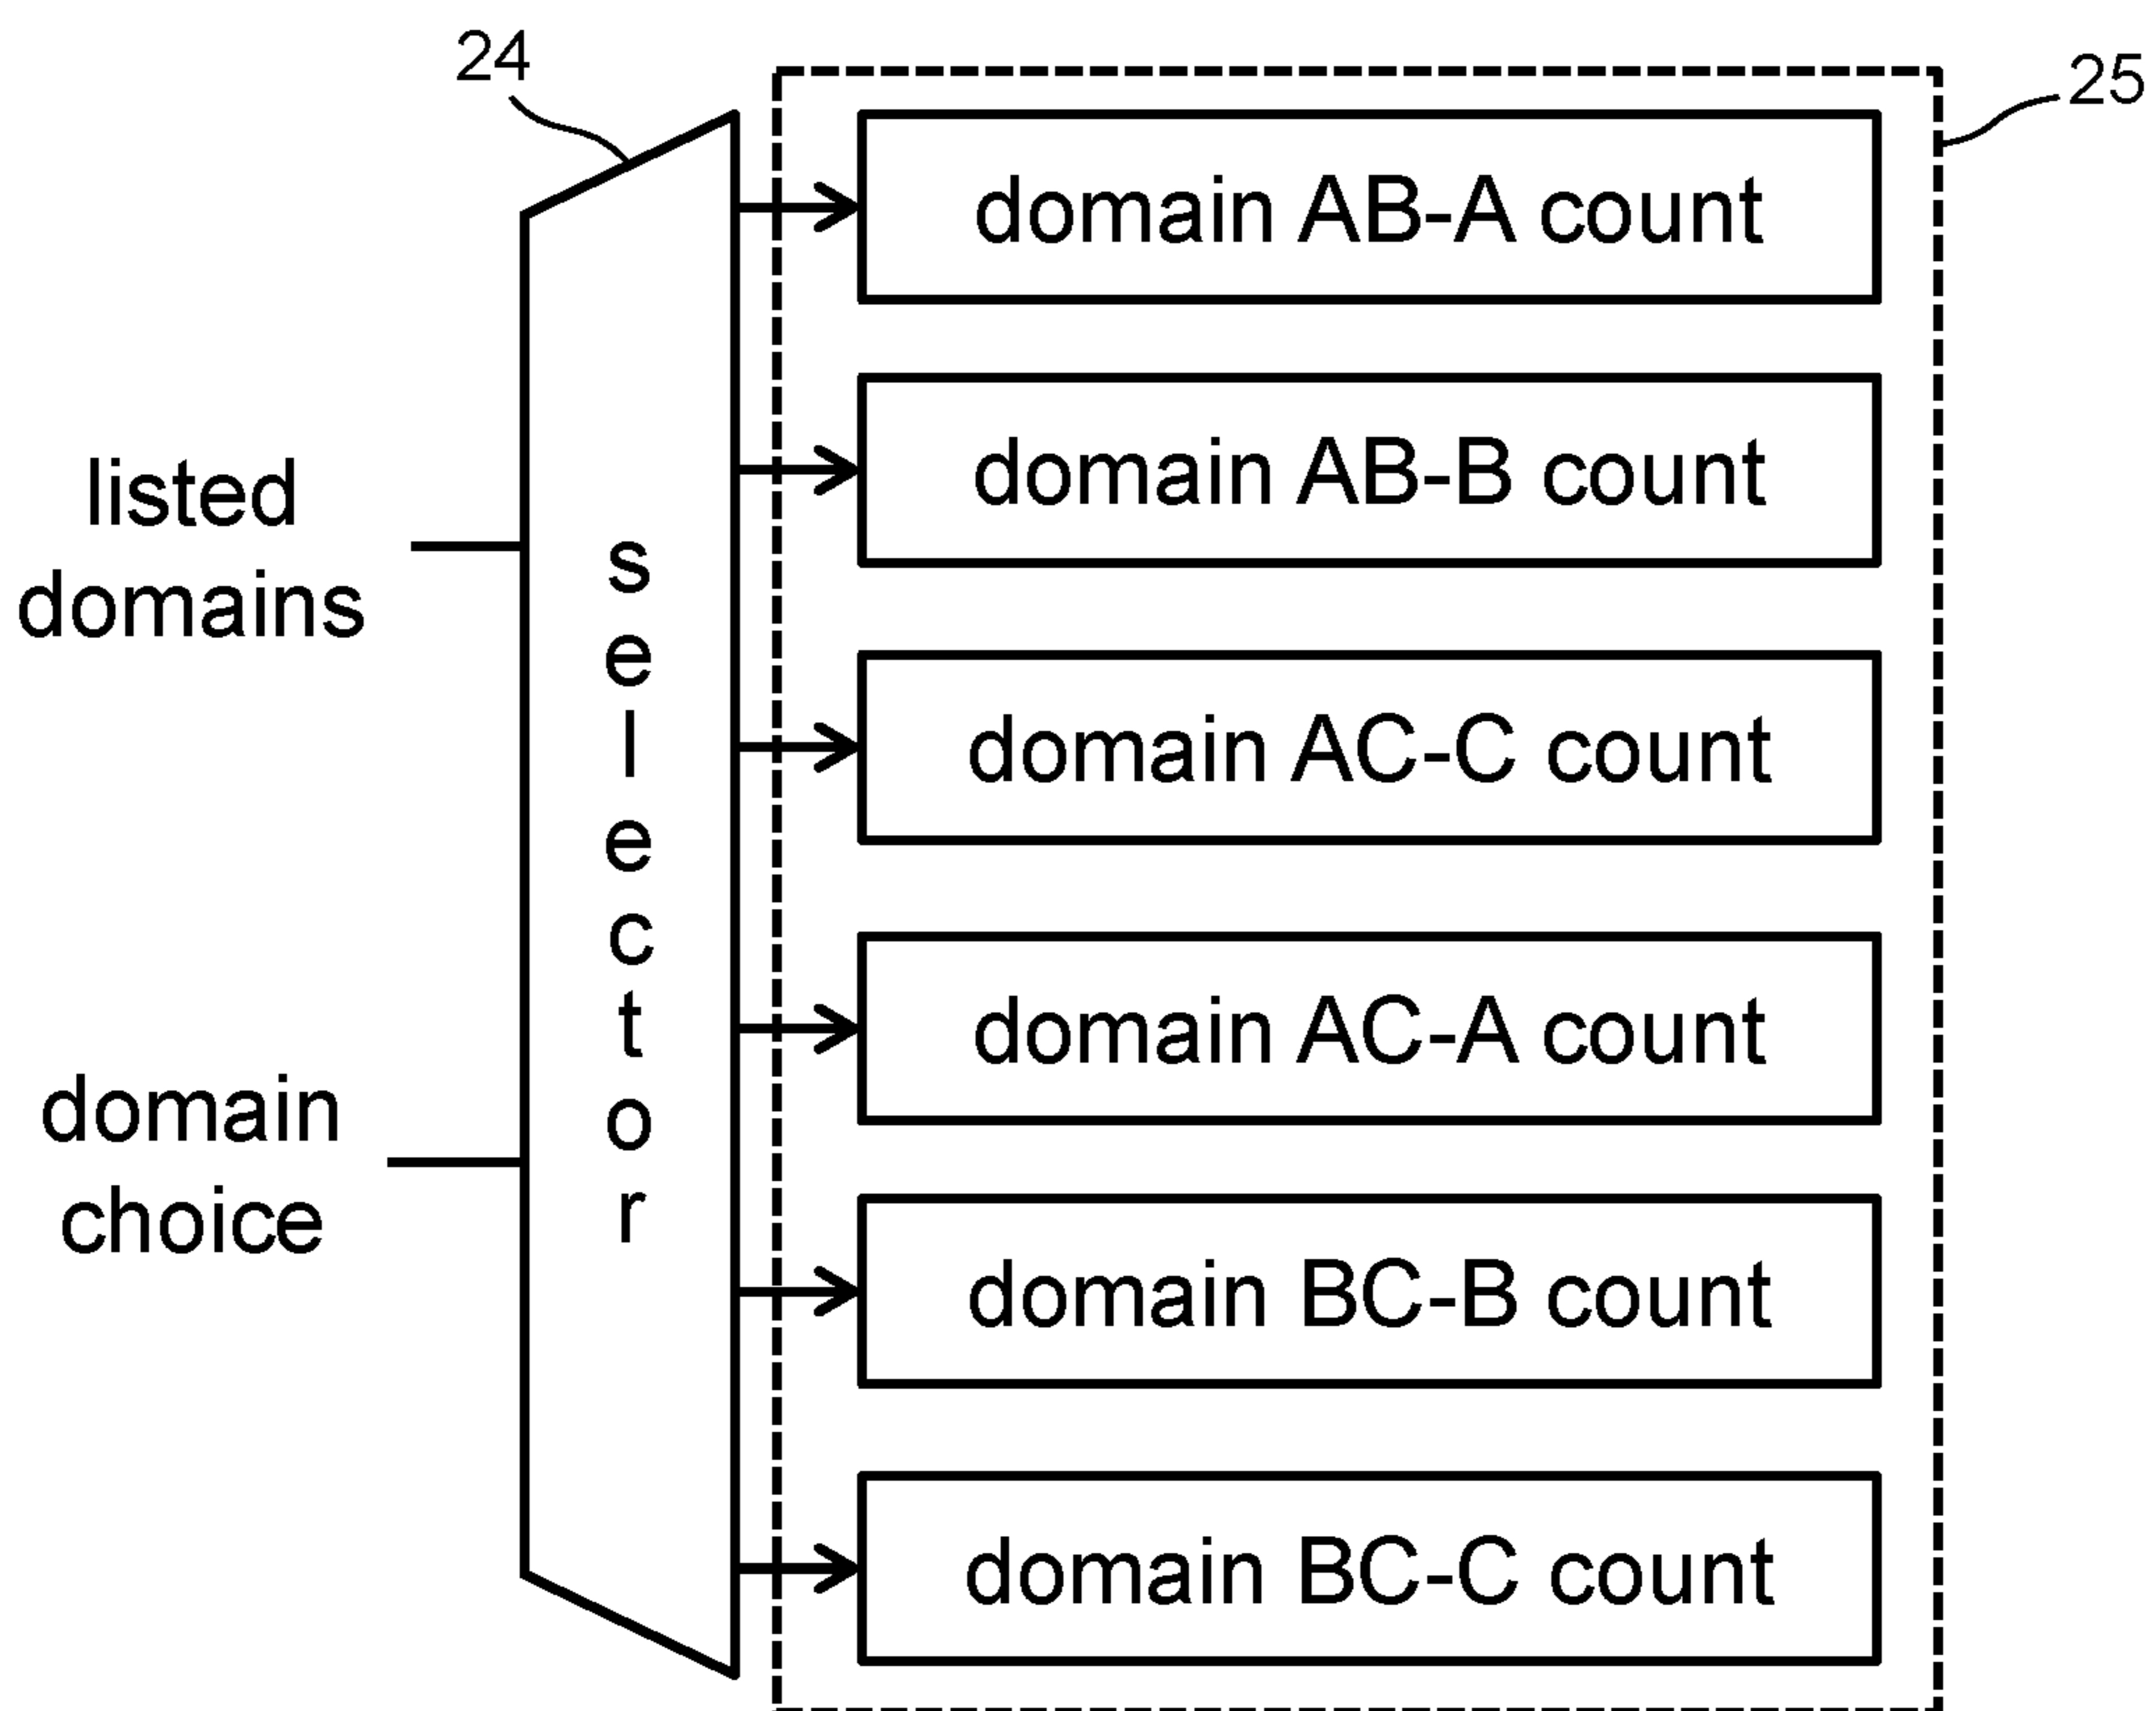 24
25
domain AB-A count
domain AB-B count
listed
domains
selector
domain AC-C count
domain AC-A count
domain
choice
domain BC-B count
domain BC-C count